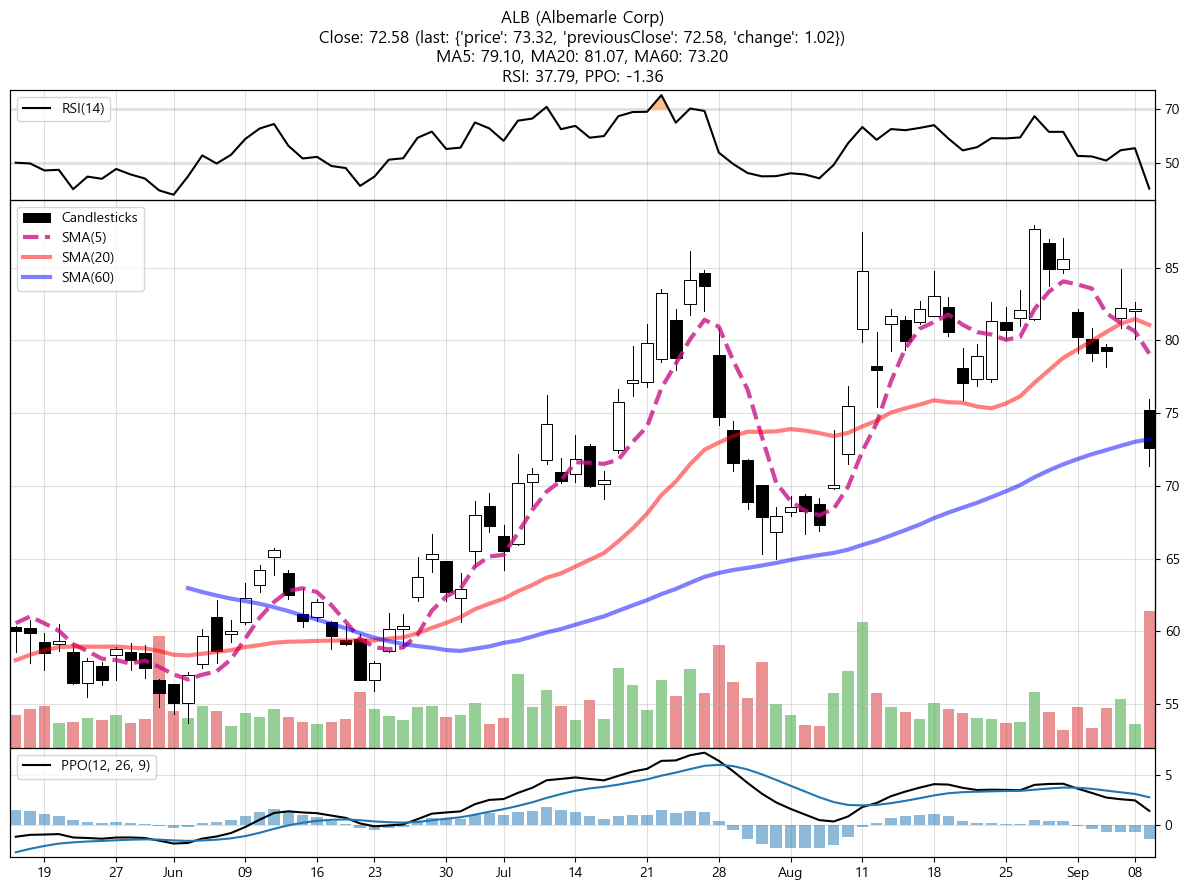 ALB (Albemarle Corp)
Close: 72.58 (last: {'price': 73.32, 'previousClose': 72.58, 'change': 1.02})
MA5: 79.10, MA20: 81.07, MA60: 73.20
RSI: 37.79, PPO: -1.36
RSI(14)
70
50
Candlesticks
SMA(5)
SMA(20)
SMA(60)
85
80
75
70
65
60
55
PPO(12, 26, 9)
5
0
19 27 Jun 09 16 23 Jul 14 21 28 Aug 11 18 25 Sep 08